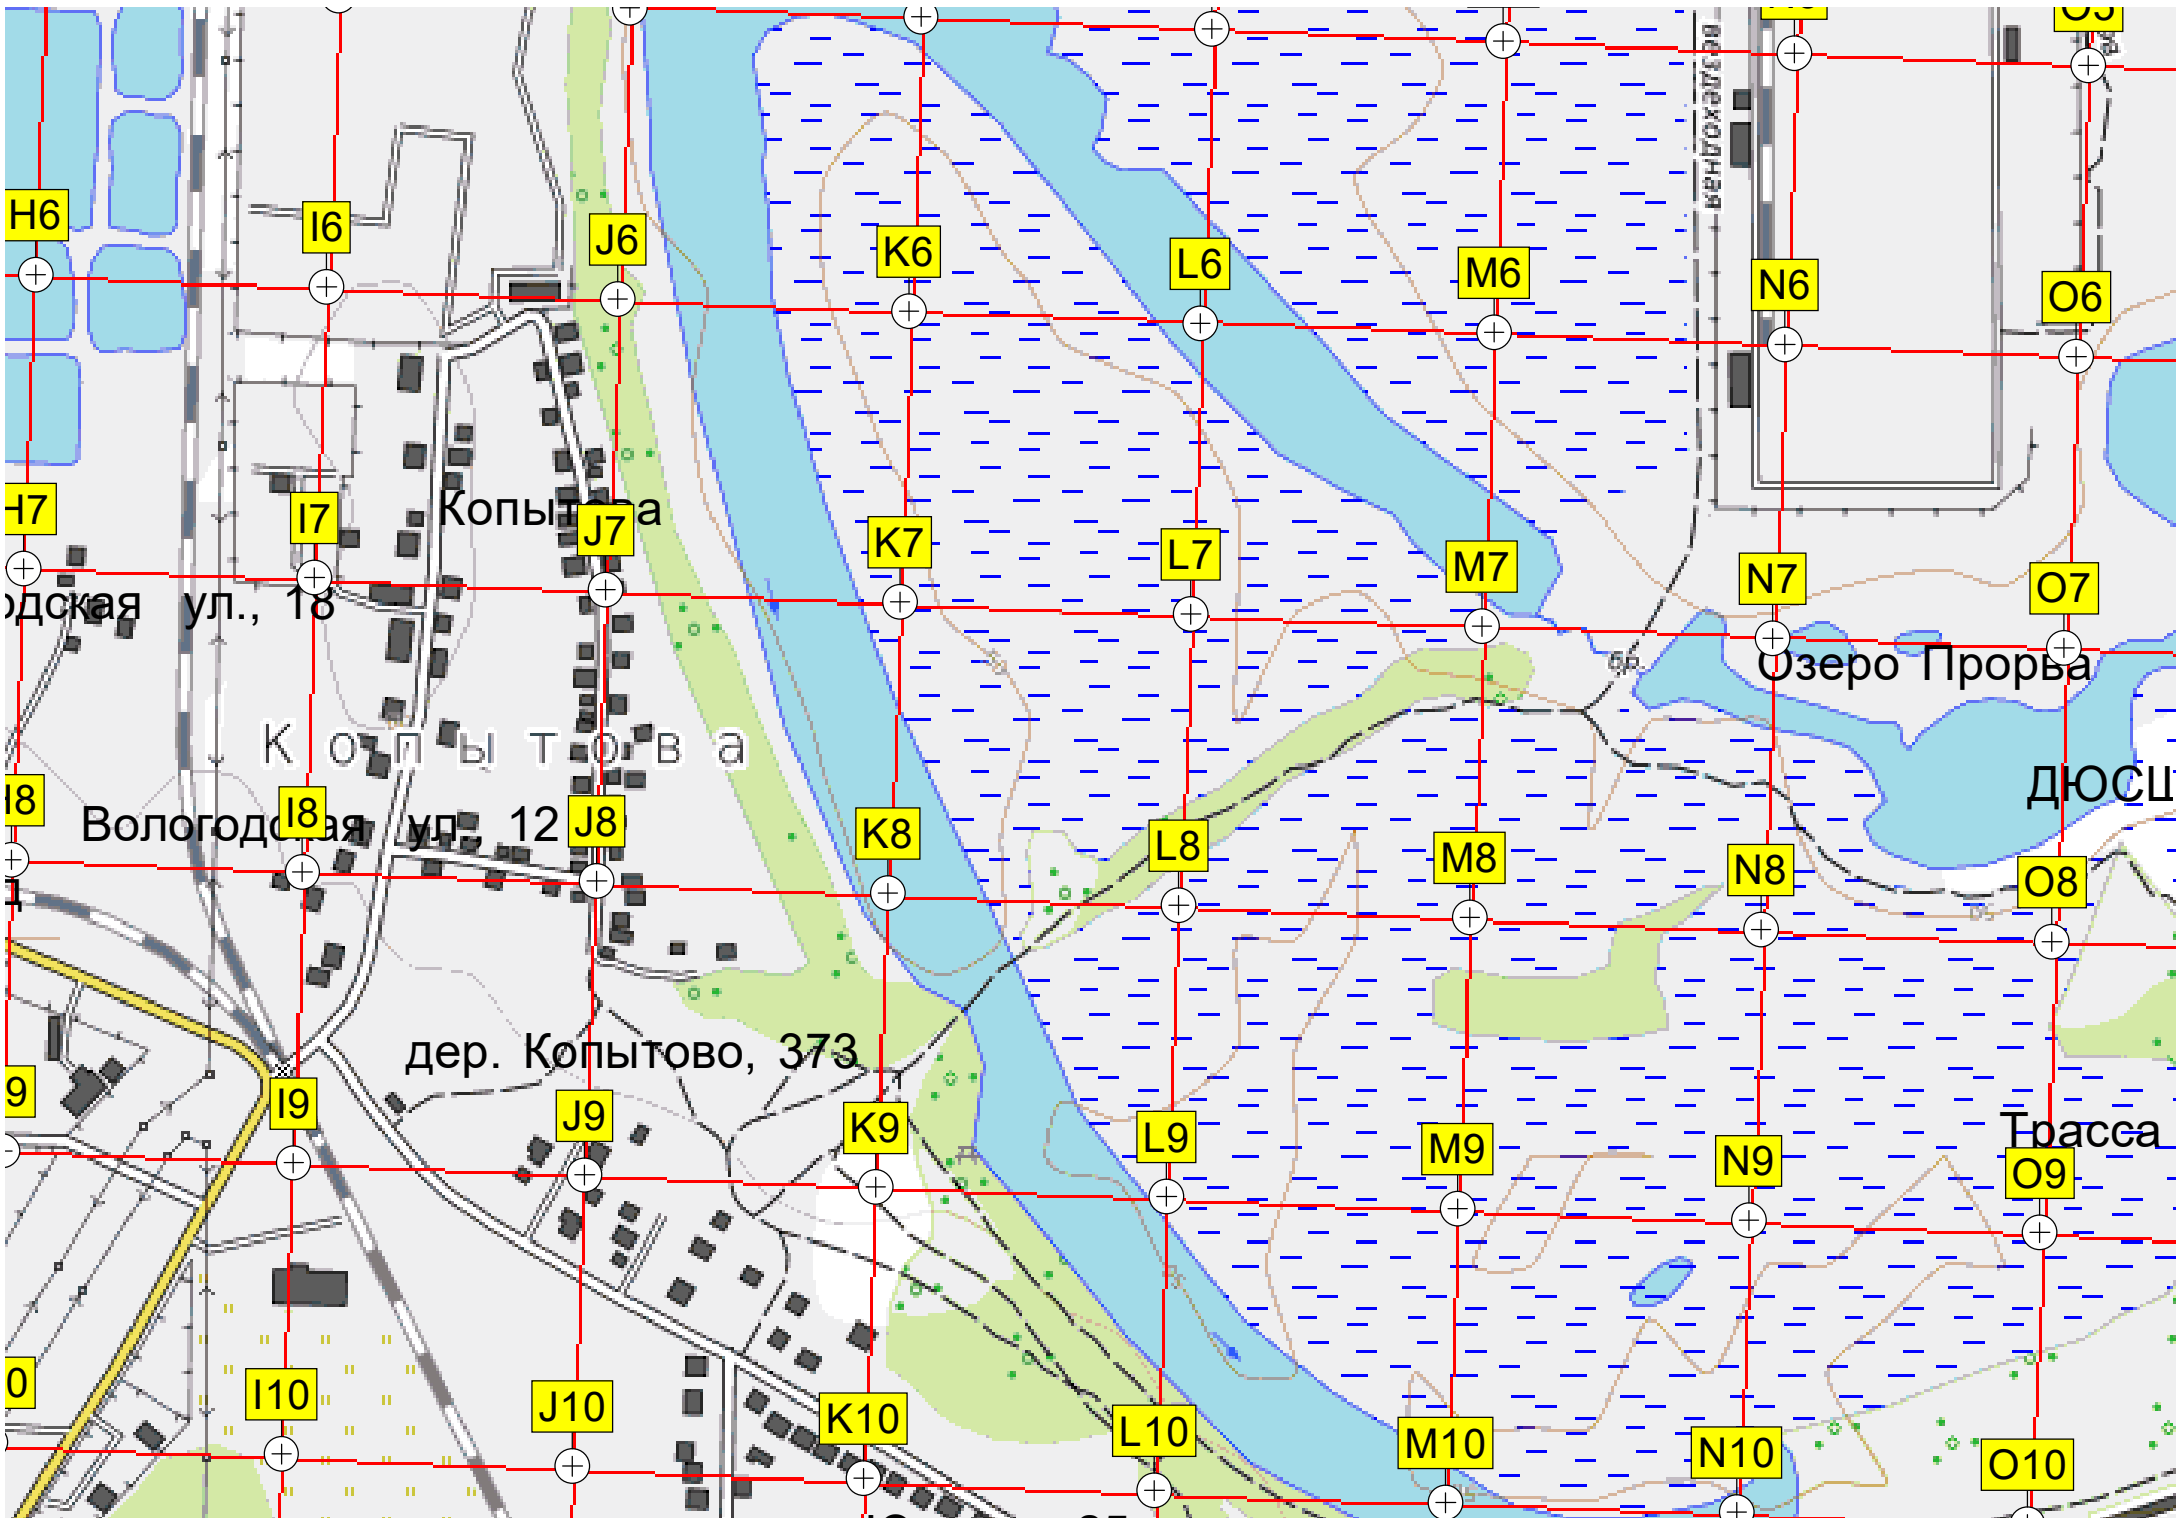 вездеходная
H6
I6
J6
K6
L6
M6
N6
O6
H7
I7
Копытова
J7
K7
L7
M7
N7
O7
ул., 18
Озеро Прорва
Копытова
I8
Вологодская ул., 12
J8
K8
L8
M8
N8
O8
дер. Копытово, 373
I9
J9
K9
L9
M9
N9
Трасса
O9
I10
J10
K10
L10
M10
N10
O10